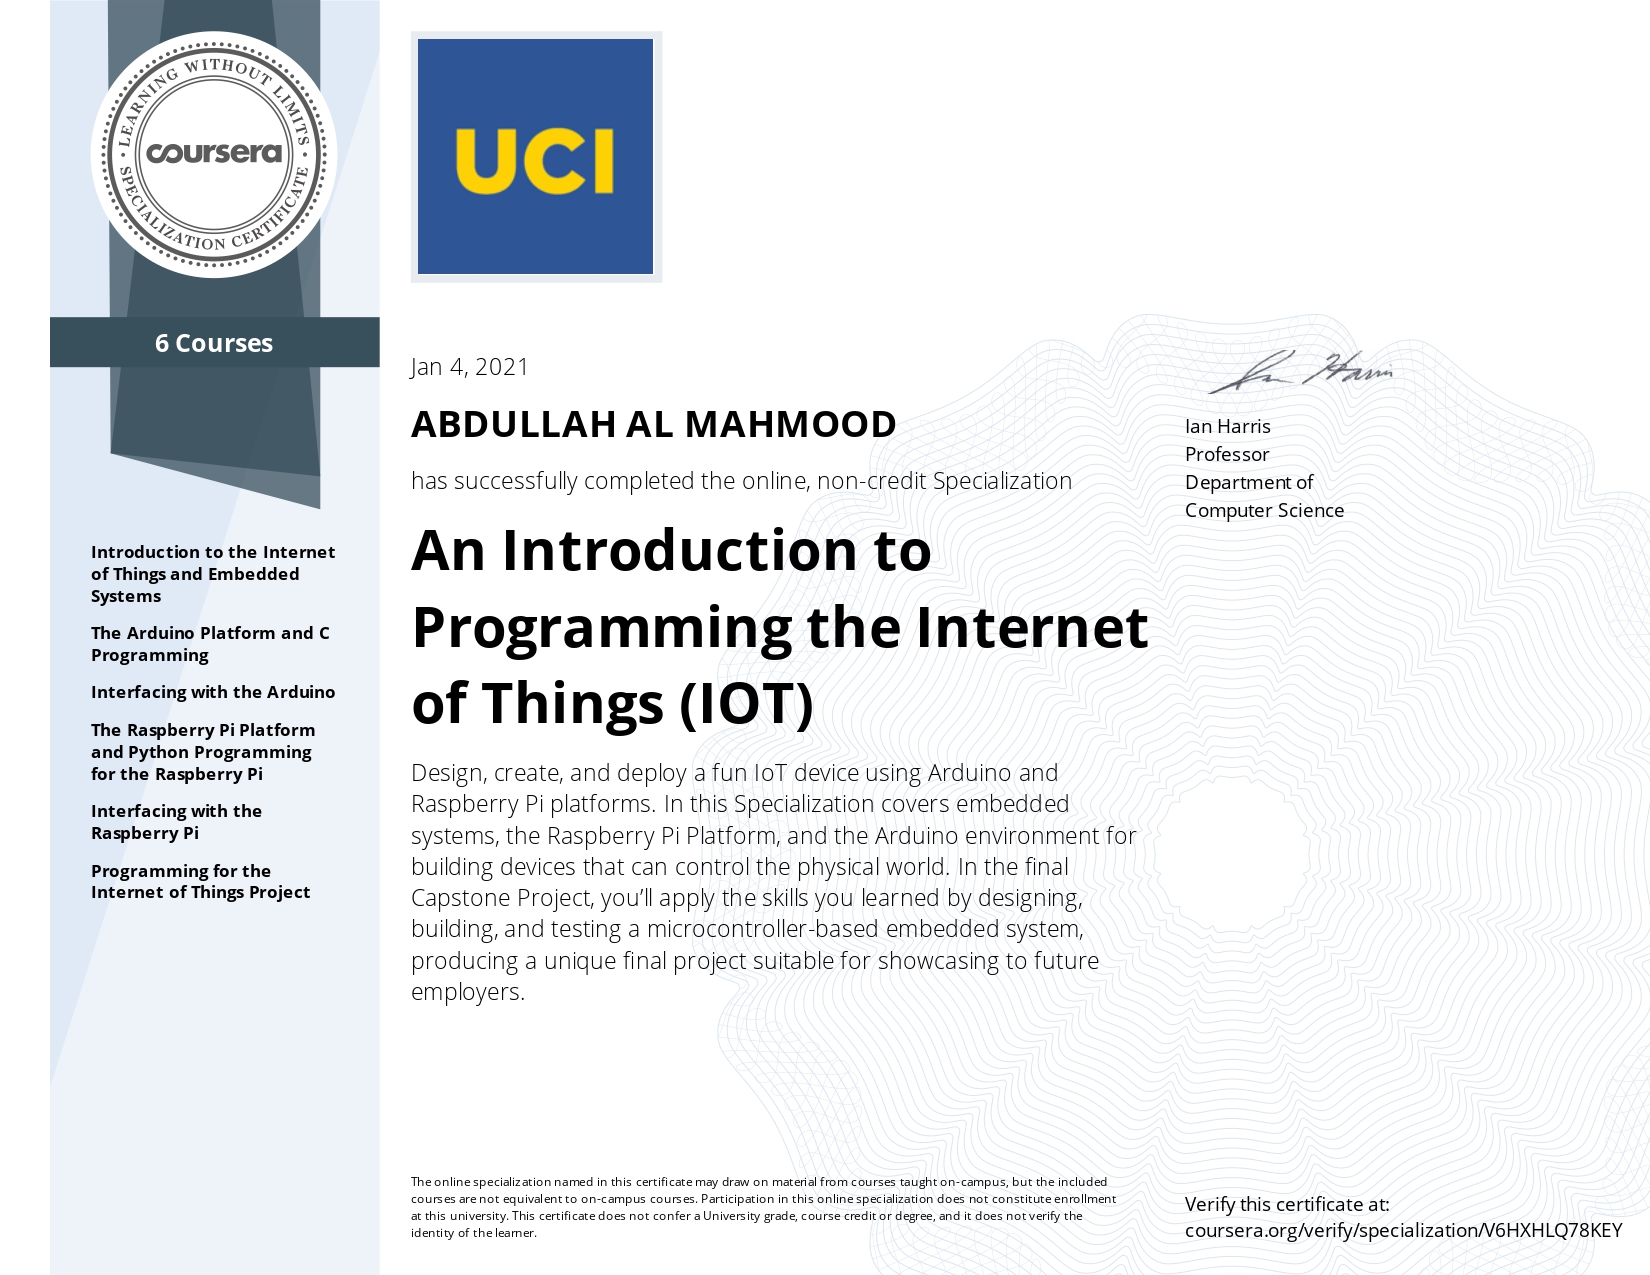 LEARNING WITHOUT LIMITS
coursera
SPECIALIZATION CERTIFICATE
6 Courses
Introduction to the Internet
of Things and Embedded
Systems
The Arduino Platform and C
Programming
Interfacing with the Arduino
The Raspberry Pi Platform
and Python Programming
for the Raspberry Pi
Interfacing with the
Raspberry Pi
Programming for the
Internet of Things Project
UCI
Jan 4, 2021
ABDULLAH AL MAHMOOD
has successfully completed the online, non-credit Specialization
An Introduction to
Programming the Internet
of Things (IOT)
Design, create, and deploy a fun IoT device using Arduino and
Raspberry Pi platforms. In this Specialization covers embedded
systems, the Raspberry Pi Platform, and the Arduino environment for
building devices that can control the physical world. In the final
Capstone Project, you’ll apply the skills you learned by designing,
building, and testing a microcontroller-based embedded system,
producing a unique final project suitable for showcasing to future
employers.
Ian Harris
Ian Harris
Professor
Department of
Computer Science
The online specialization named in this certificate may draw on material from courses taught on-campus, but the included
courses are not equivalent to on-campus courses. Participation in this online specialization does not constitute enrollment
at this university. This certificate does not confer a University grade, course credit or degree, and it does not verify the
identity of the learner.
Verify this certificate at:
coursera.org/verify/specialization/V6HXHLQ78KEY